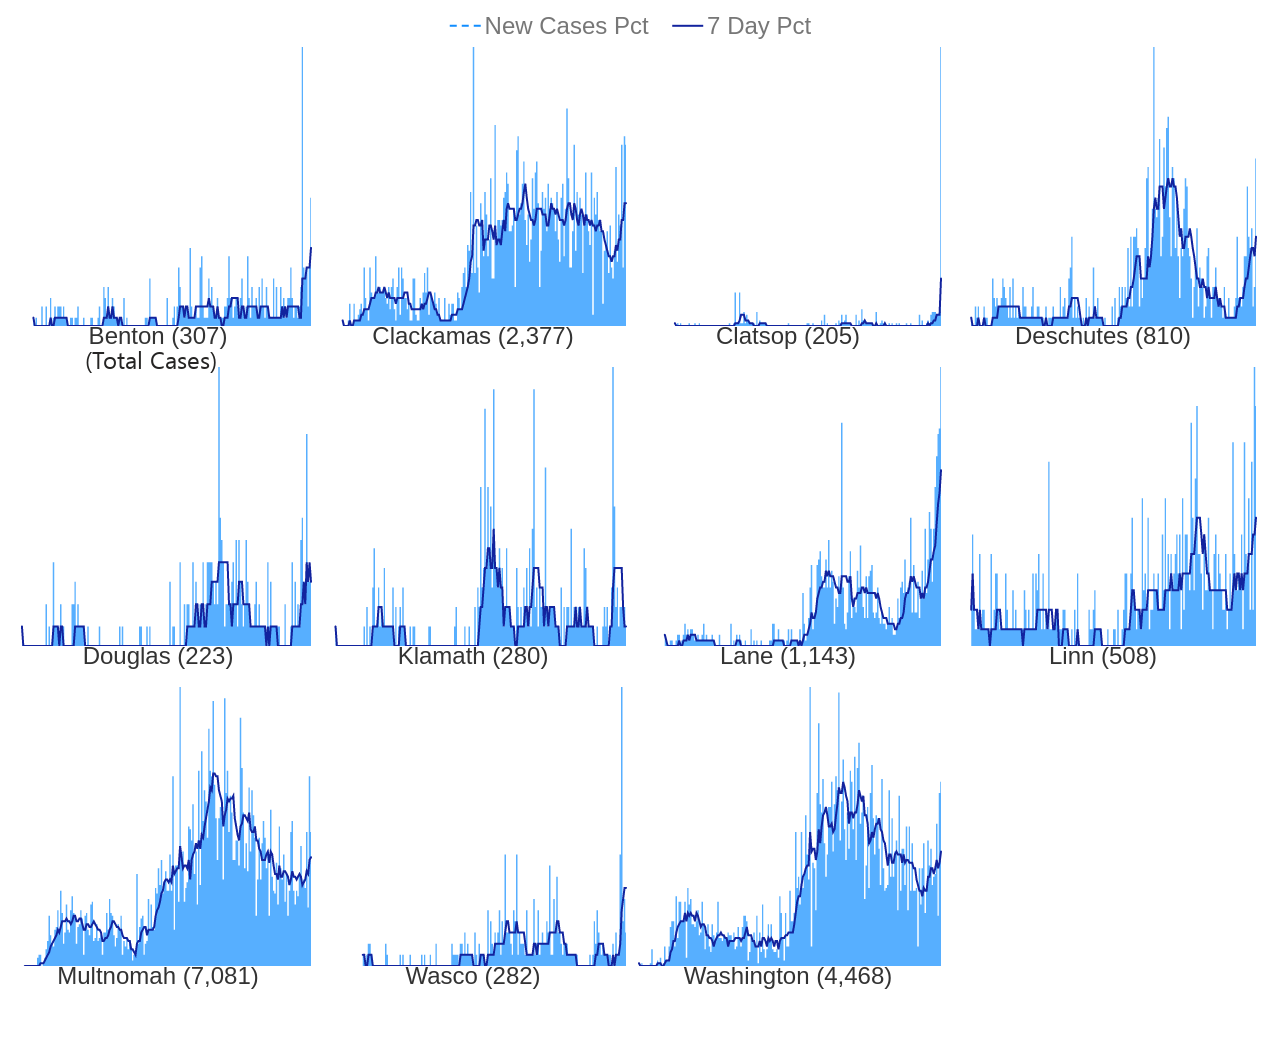 New Cases Pct 7 Day Pct
Benton (307) Clackamas (2,377) Clatsop (205) Deschutes (810)
(Total Cases)
Douglas (223) Klamath (280) Lane (1,143) Linn (508)
Multnomah (7,081) Wasco (282) Washington (4,468)